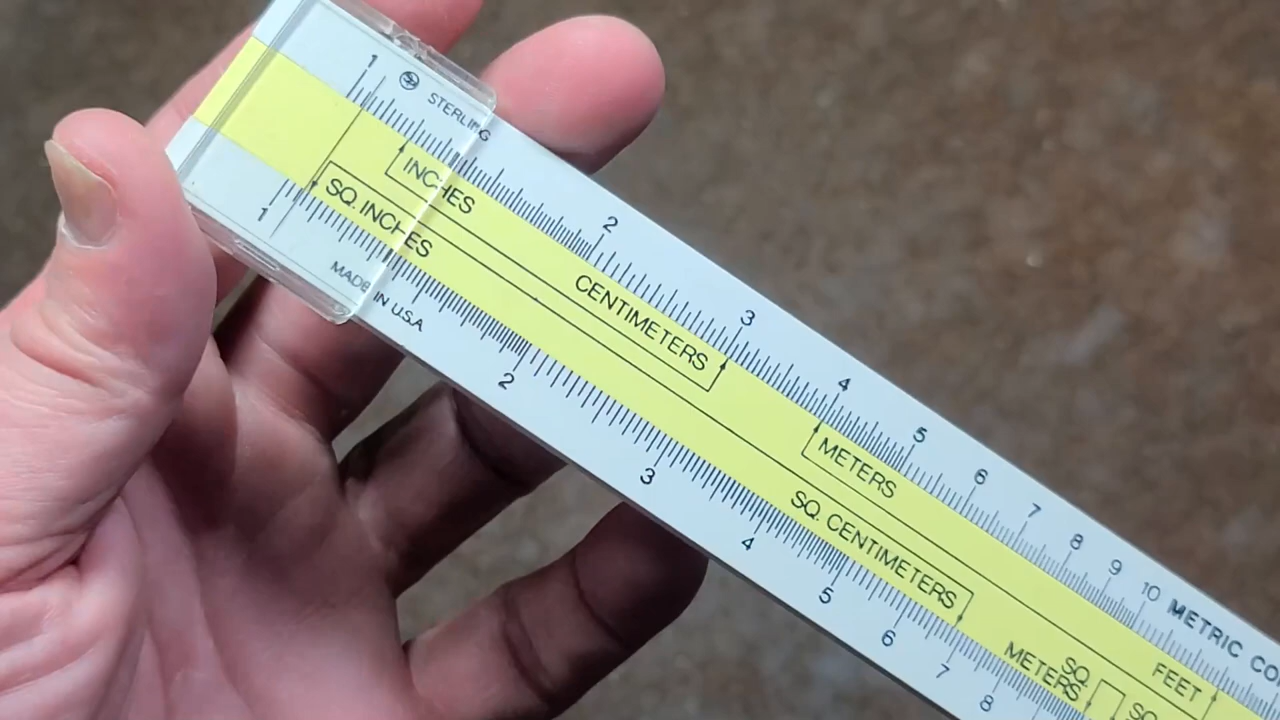 1 STERLING 2 3 4 5 6 7 8 9 10 METRIC CO
INCHES CENTIMETERS METERS FEET
SQ. INCHES SQ. CENTIMETERS SQ METERS SQ
1 2 3 4 5 6 7 8
MADE IN U.S.A